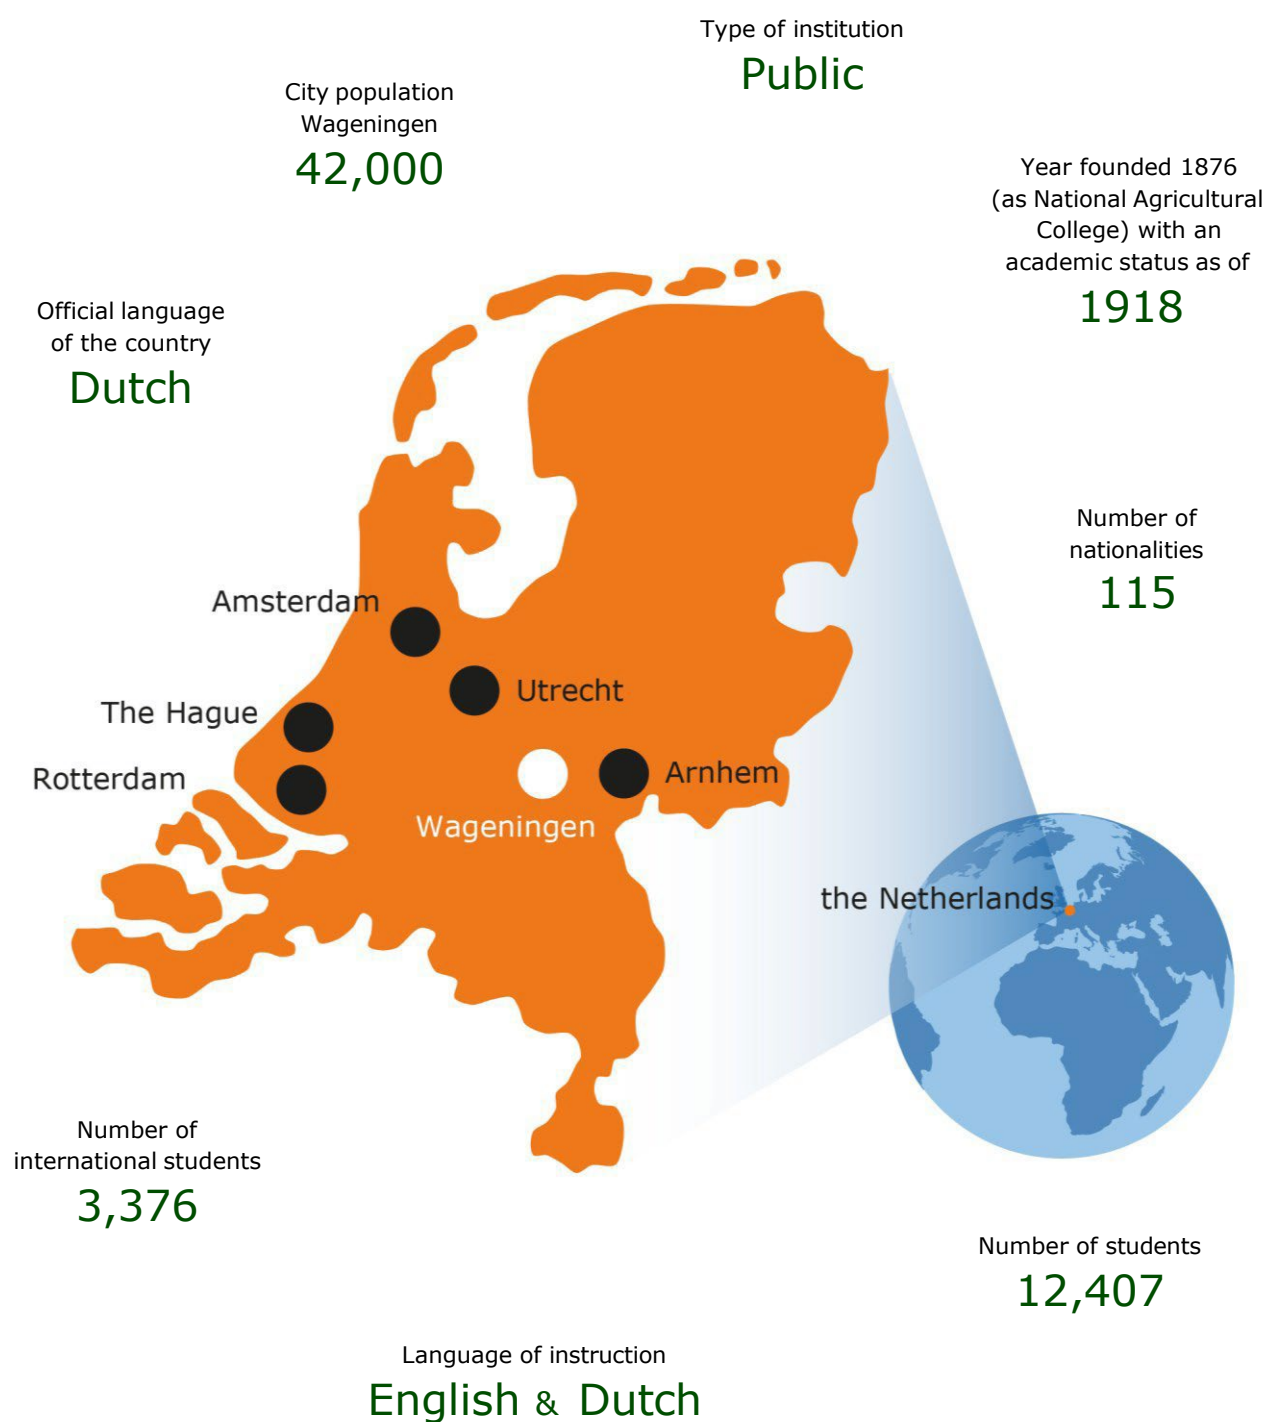 Type of institution
Public
City population
Wageningen
42,000
Year founded 1876
(as National Agricultural
College) with an
academic status as of
1918
Official language
of the country
Dutch
Number of
nationalities
115
Amsterdam
Utrecht
The Hague
Rotterdam
Arnhem
Wageningen
the Netherlands
Number of
international students
3,376
Number of students
12,407
Language of instruction
English & Dutch